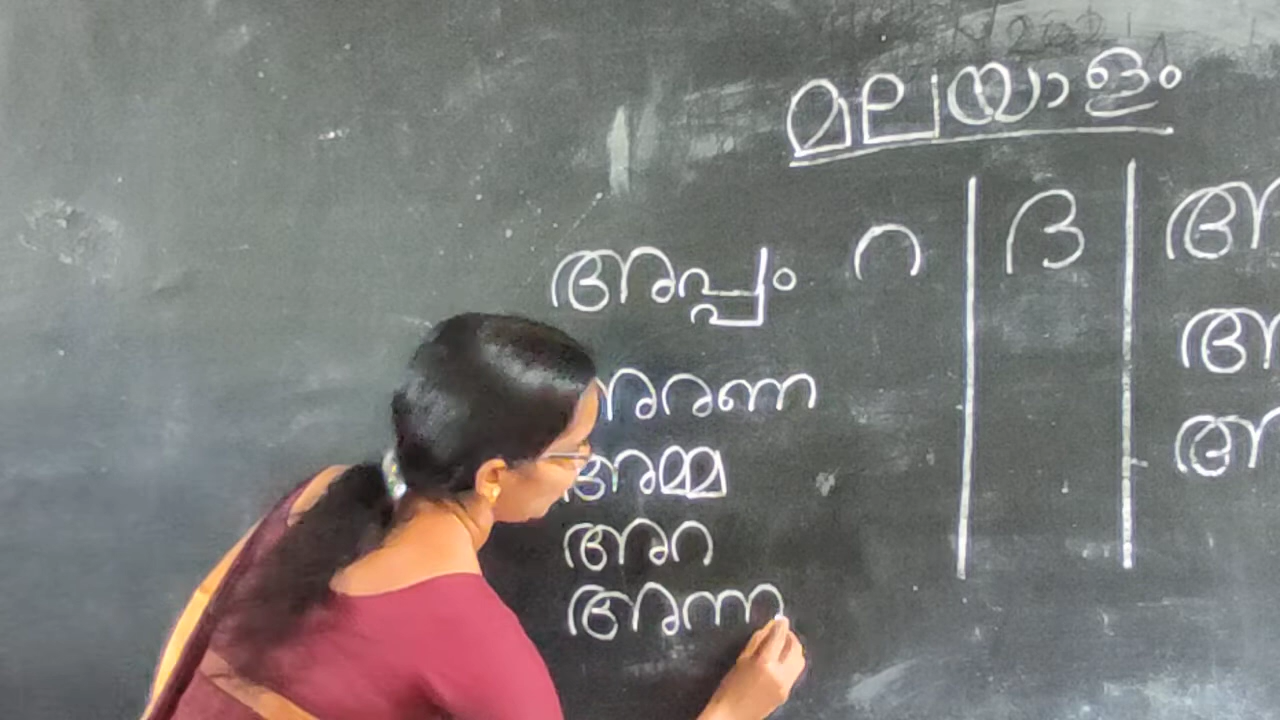 മലയാളം
അപ്പം റ ദ അ
അരണ അ
അമ്മ അ
അറ
അന്ന